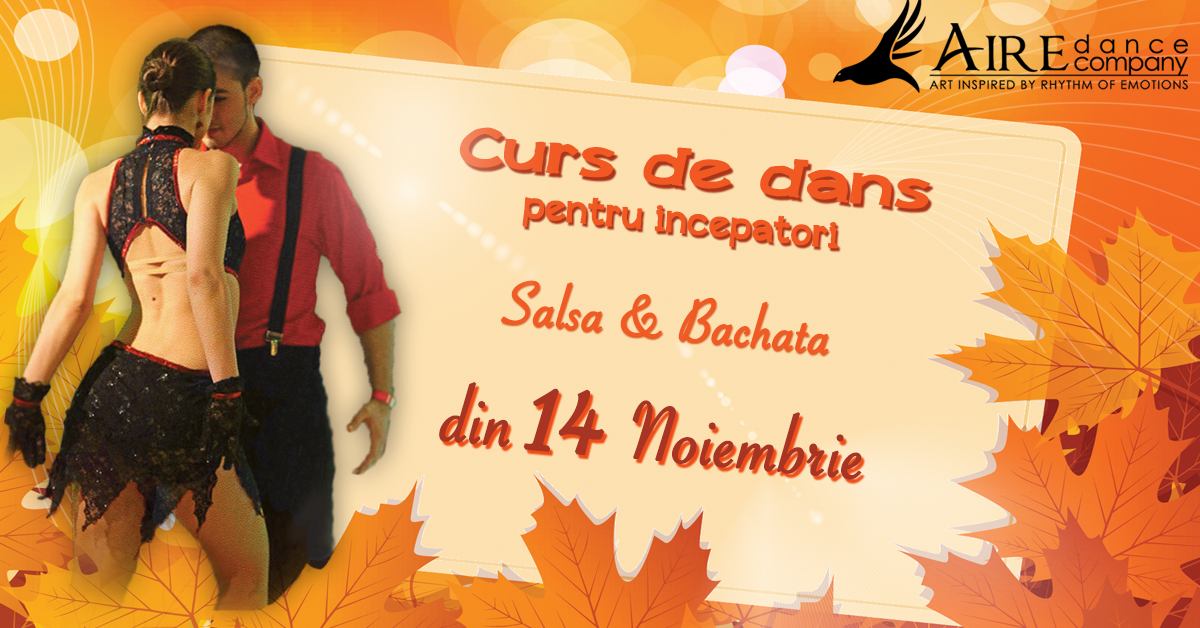 AIRE dance company
ART INSPIRED BY RHYTHM OF EMOTIONS
Curs de dans
pentru incepatori
Salsa & Bachata
din 14 Noiembrie